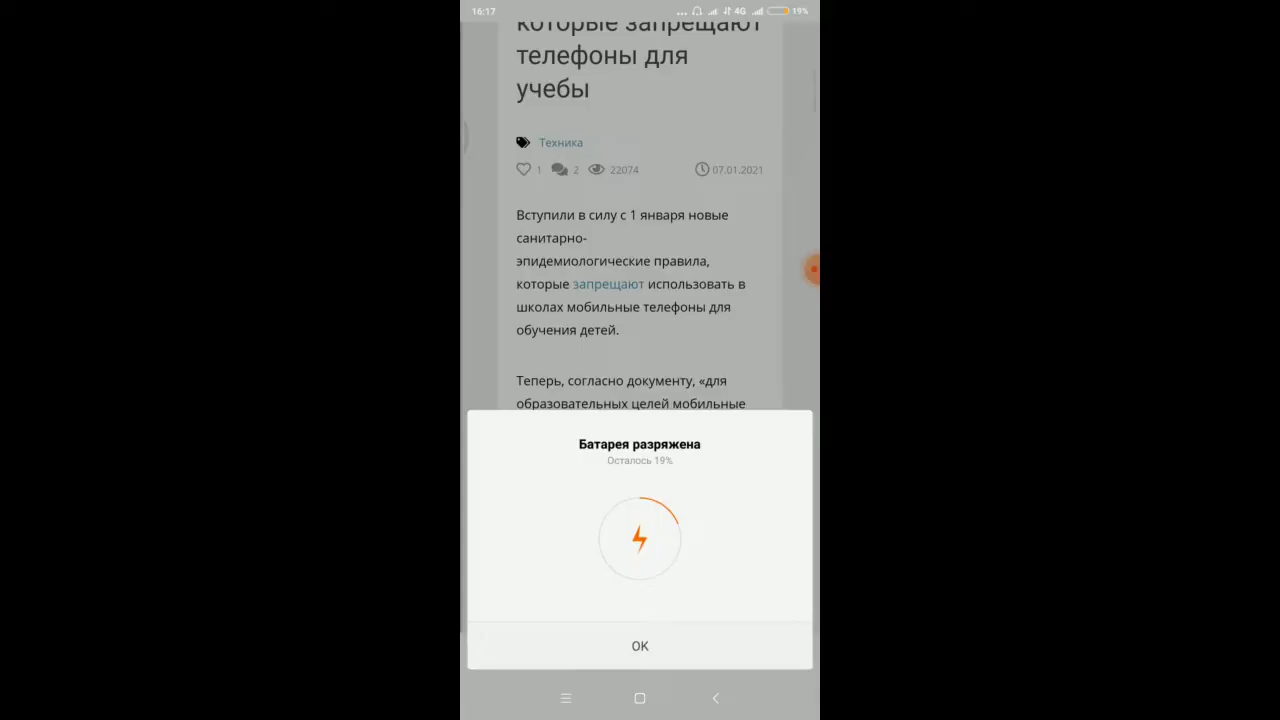 16:17
... 4G 19%
которые запрещают
телефоны для
учебы
Техника
1 2 22074 07.01.2021
Вступили в силу с 1 января новые
санитарно-
эпидемиологические правила,
которые запрещают использовать в
школах мобильные телефоны для
обучения детей.
Теперь, согласно документу, «для
образовательных целей мобильные
Батарея разряжена
Осталось 19%
OK